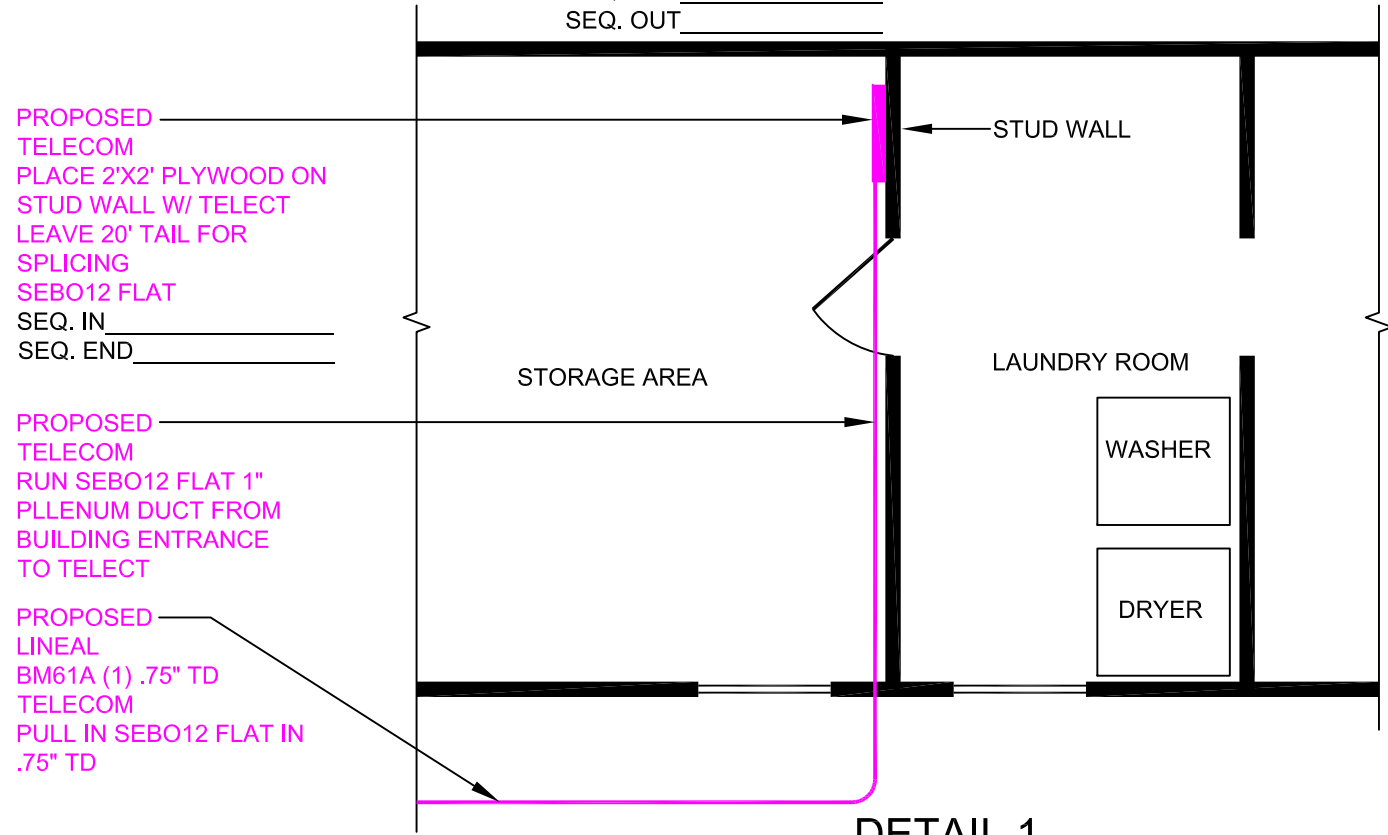 SEQ. OUT
PROPOSED
TELECOM
PLACE 2'X2' PLYWOOD ON
STUD WALL W/ TELECT
LEAVE 20' TAIL FOR
SPLICING
SEBO12 FLAT
SEQ. IN
SEQ. END
STUD WALL
STORAGE AREA
LAUNDRY ROOM
WASHER
DRYER
PROPOSED
TELECOM
RUN SEBO12 FLAT 1"
PLLENUM DUCT FROM
BUILDING ENTRANCE
TO TELECT
PROPOSED
LINEAL
BM61A (1) .75" TD
TELECOM
PULL IN SEBO12 FLAT IN
.75" TD
DETAIL 1